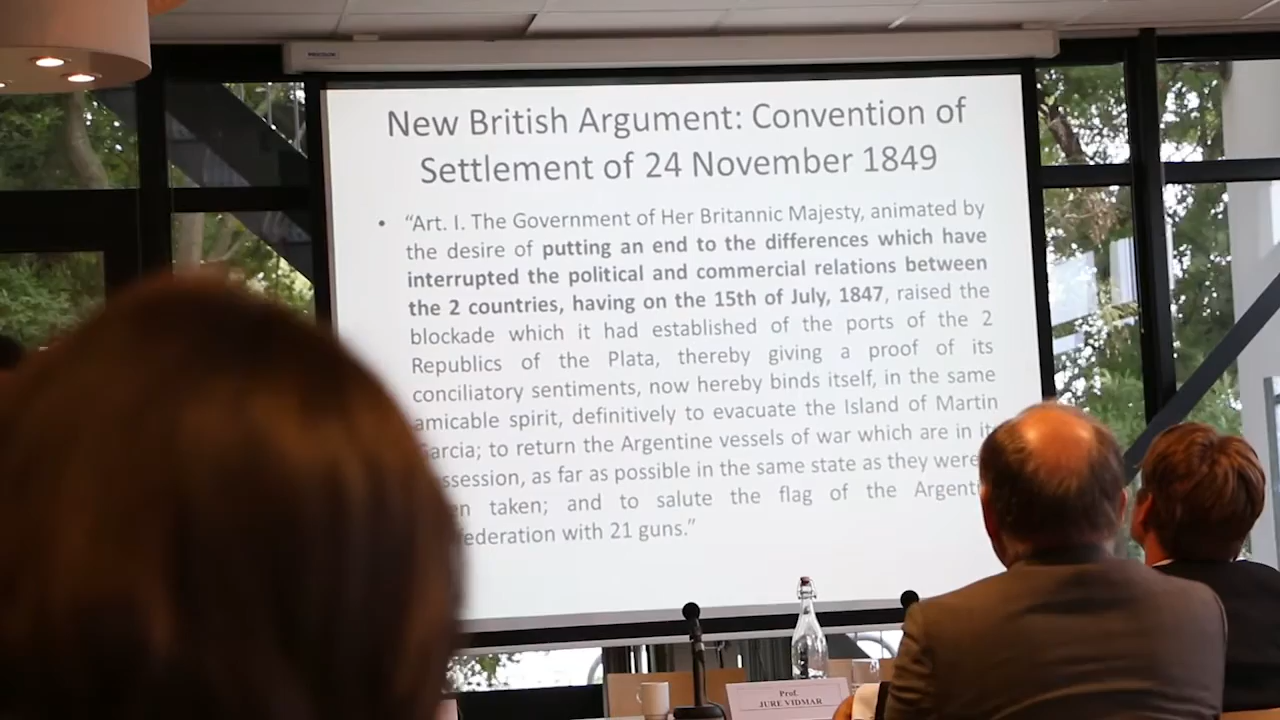 New British Argument: Convention of
Settlement of 24 November 1849
• “Art. I. The Government of Her Britannic Majesty, animated by
the desire of putting an end to the differences which have
interrupted the political and commercial relations between
the 2 countries, having on the 15th of July, 1847, raised the
blockade which it had established of the ports of the 2
Republics of the Plata, thereby giving a proof of its
conciliatory sentiments, now hereby binds itself, in the same
amicable spirit, definitively to evacuate the Island of Martin
arcia; to return the Argentine vessels of war which are in it
ssession, as far as possible in the same state as they were
n taken; and to salute the flag of the Argenti
ederation with 21 guns.”
Prof.
JURE VIDMAR